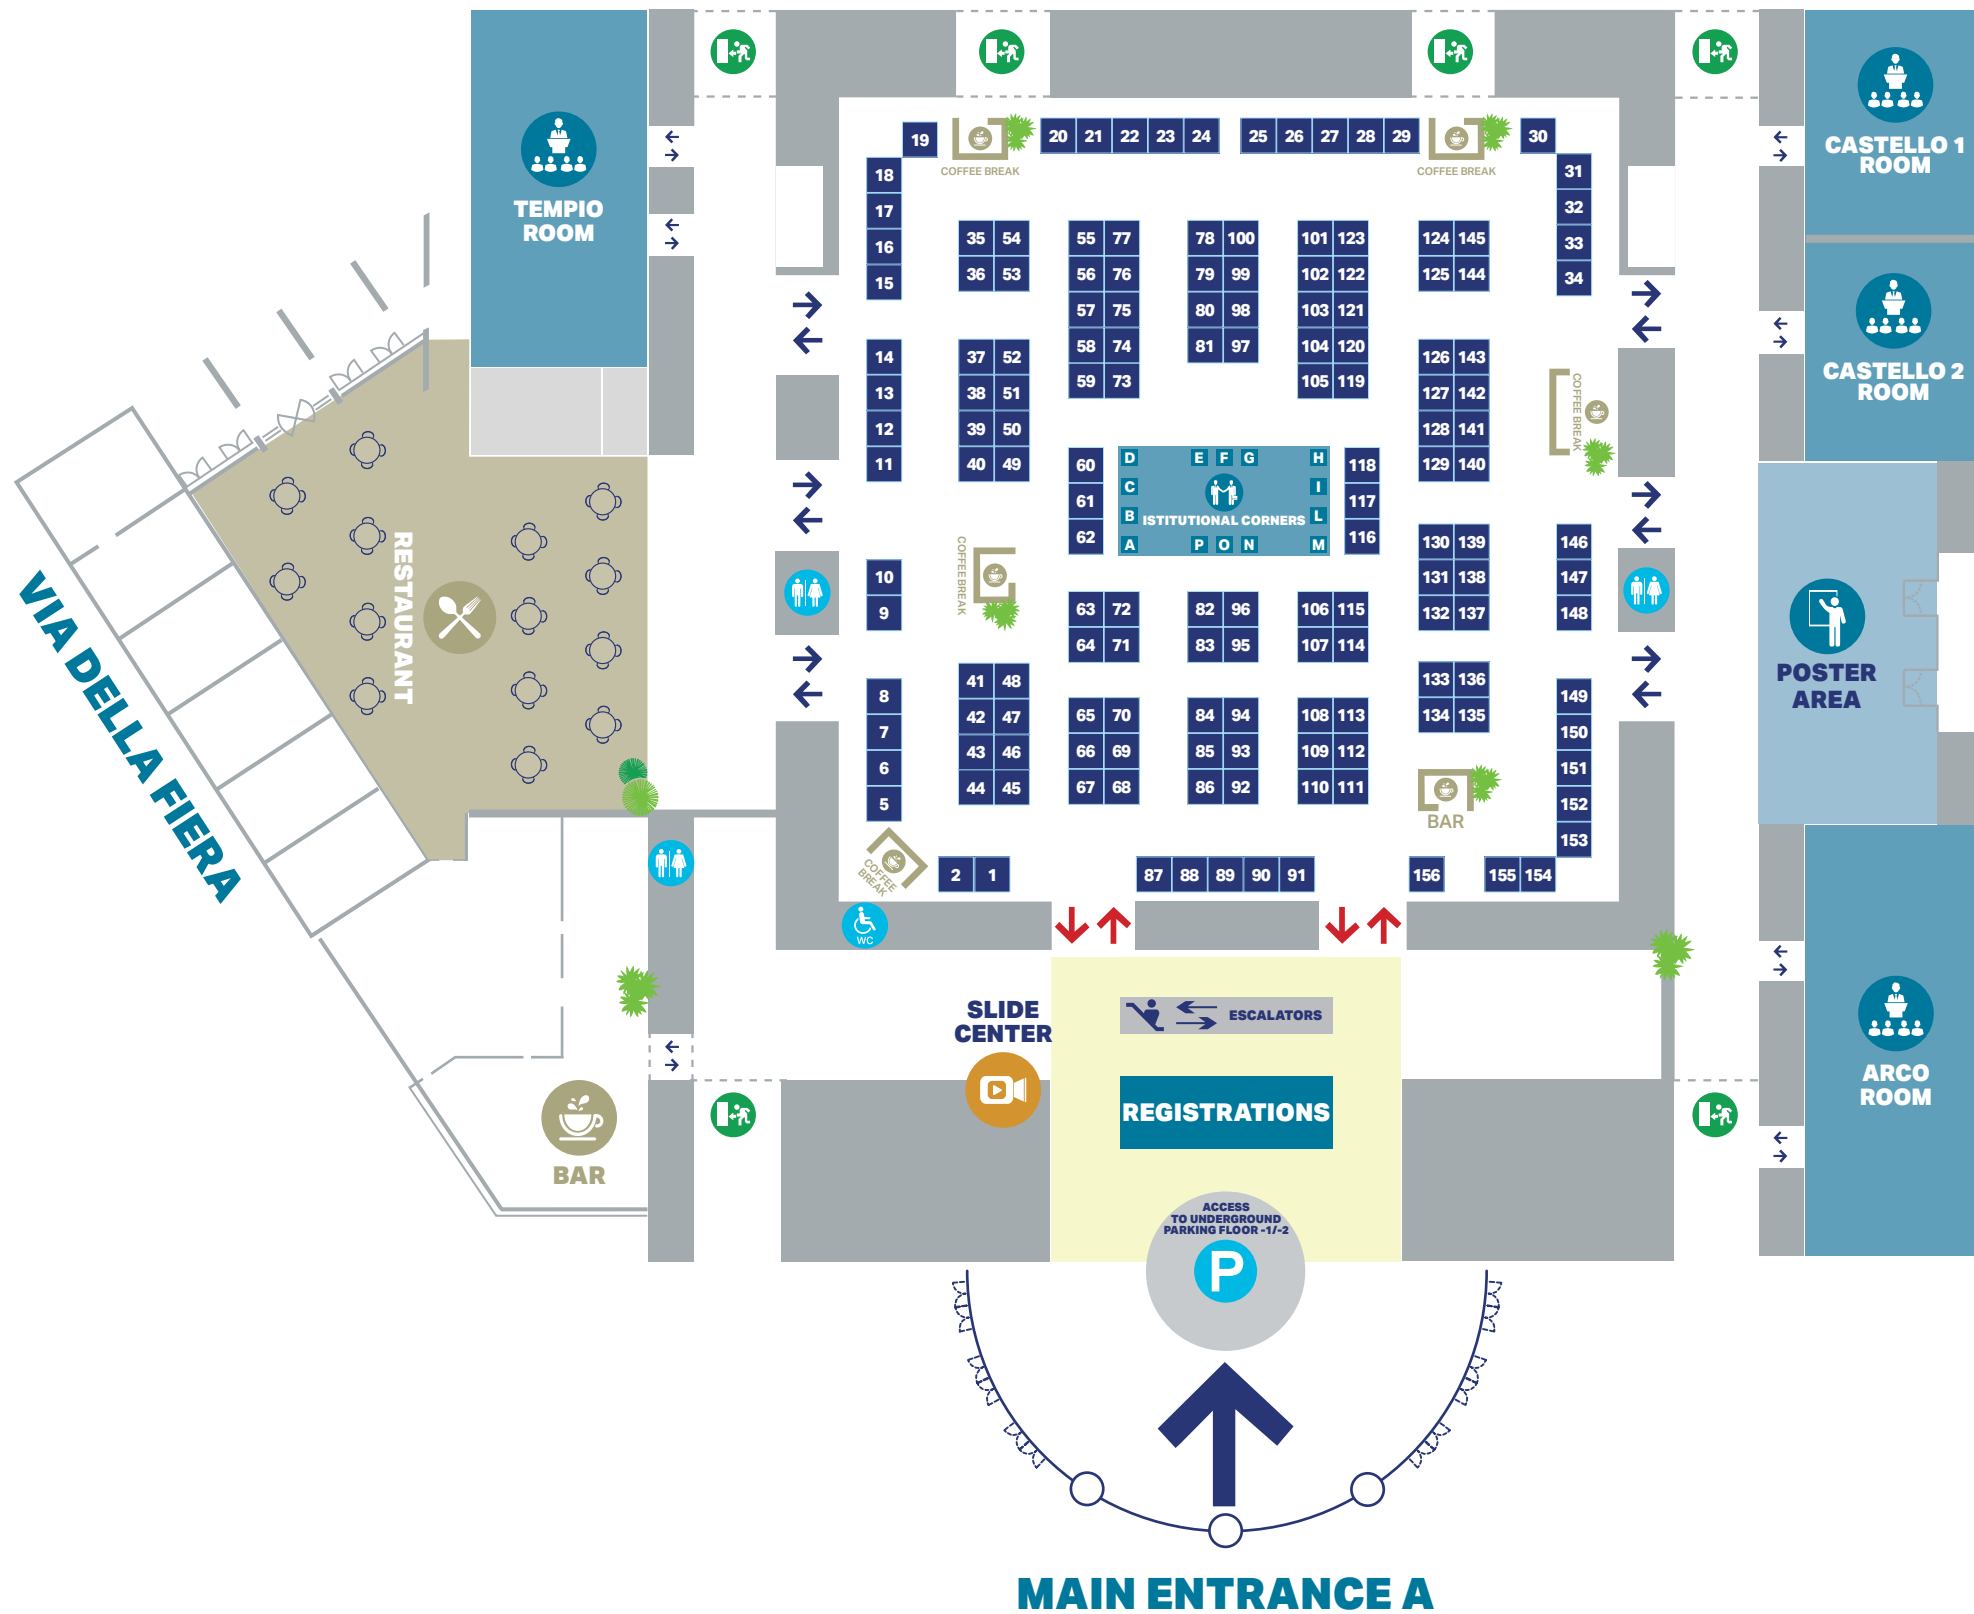 TEMPIO
ROOM
CASTELLO 1
ROOM
CASTELLO 2
ROOM
POSTER
AREA
ARCO
ROOM
RESTAURANT
VIA DELLA FIERA
BAR
19
COFFEE BREAK
20 21 22 23 24
25 26 27 28 29
COFFEE BREAK
30
18
17
16
15
31
32
33
34
35 54
36 53
55 77
56 76
57 75
58 74
59 73
78 100
79 99
80 98
81 97
101 123
102 122
103 121
104 120
105 119
124 145
125 144
14
13
12
11
37 52
38 51
39 50
40 49
126 143
127 142
128 141
129 140
COFFEE BREAK
60
61
62
D E F G H
C I
B ISTITUTIONAL CORNERS L
A P O N M
118
117
116
10
9
COFFEE BREAK
63 72
64 71
82 96
83 95
106 115
107 114
130 139
131 138
132 137
146
147
148
8
7
6
5
41 48
42 47
43 46
44 45
65 70
66 69
67 68
84 94
85 93
86 92
108 113
109 112
110 111
133 136
134 135
149
150
151
152
153
BAR
COFFEE
BREAK
2 1
87 88 89 90 91
156
155 154
WC
SLIDE
CENTER
ESCALATORS
REGISTRATIONS
ACCESS
TO UNDERGROUND
PARKING FLOOR -1/-2
P
MAIN ENTRANCE A